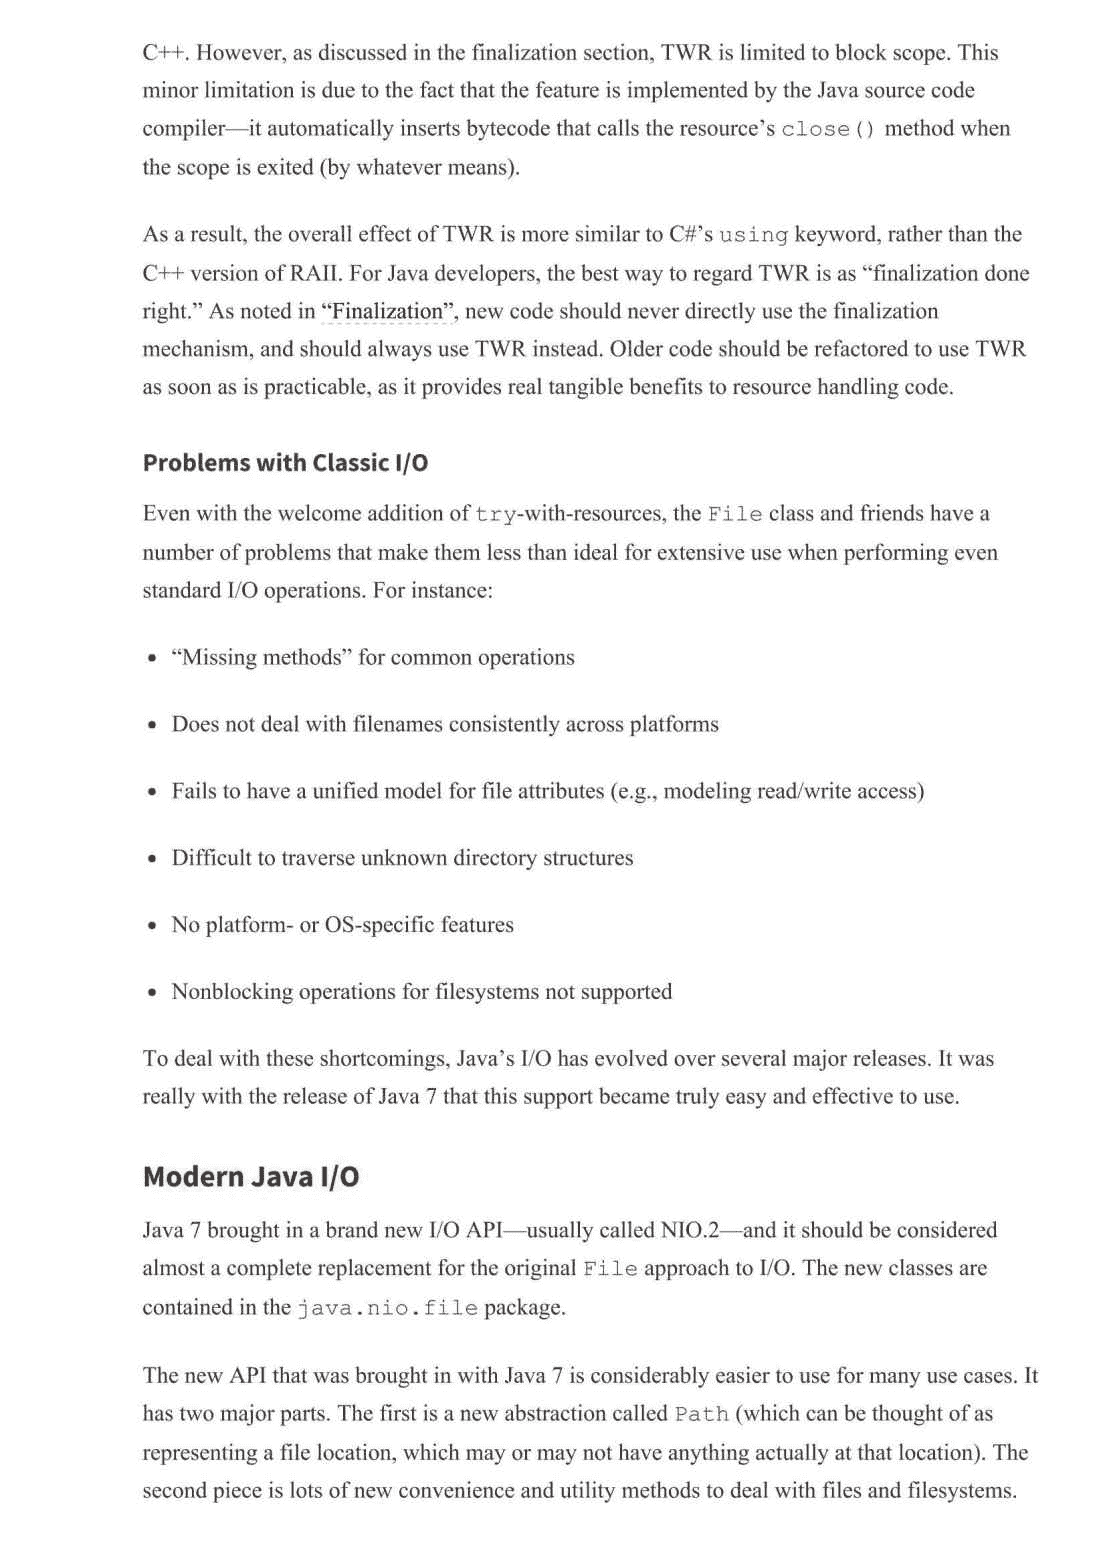 C++. However, as discussed in the finalization section, TWR is limited to block scope. This
minor limitation is due to the fact that the feature is implemented by the Java source code
compiler—it automatically inserts bytecode that calls the resource’s close() method when
the scope is exited (by whatever means).
As a result, the overall effect of TWR is more similar to C#’s using keyword, rather than the
C++ version of RAII. For Java developers, the best way to regard TWR is as “finalization done
right.” As noted in “Finalization”, new code should never directly use the finalization
mechanism, and should always use TWR instead. Older code should be refactored to use TWR
as soon as is practicable, as it provides real tangible benefits to resource handling code.
Problems with Classic I/O
Even with the welcome addition of try-with-resources, the File class and friends have a
number of problems that make them less than ideal for extensive use when performing even
standard I/O operations. For instance:
• “Missing methods” for common operations
• Does not deal with filenames consistently across platforms
• Fails to have a unified model for file attributes (e.g., modeling read/write access)
• Difficult to traverse unknown directory structures
• No platform- or OS-specific features
• Nonblocking operations for filesystems not supported
To deal with these shortcomings, Java’s I/O has evolved over several major releases. It was
really with the release of Java 7 that this support became truly easy and effective to use.
Modern Java I/O
Java 7 brought in a brand new I/O API—usually called NIO.2—and it should be considered
almost a complete replacement for the original File approach to I/O. The new classes are
contained in the java.nio.file package.
The new API that was brought in with Java 7 is considerably easier to use for many use cases. It
has two major parts. The first is a new abstraction called Path (which can be thought of as
representing a file location, which may or may not have anything actually at that location). The
second piece is lots of new convenience and utility methods to deal with files and filesystems.